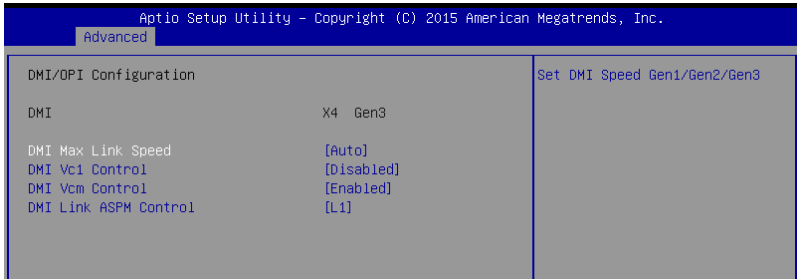 Aptio Setup Utility – Copyright (C) 2015 American Megatrends, Inc.
Advanced
DMI/OPI Configuration
Set DMI Speed Gen1/Gen2/Gen3
DMI X4 Gen3
DMI Max Link Speed [Auto]
DMI Vc1 Control [Disabled]
DMI Vcm Control [Enabled]
DMI Link ASPM Control [L1]